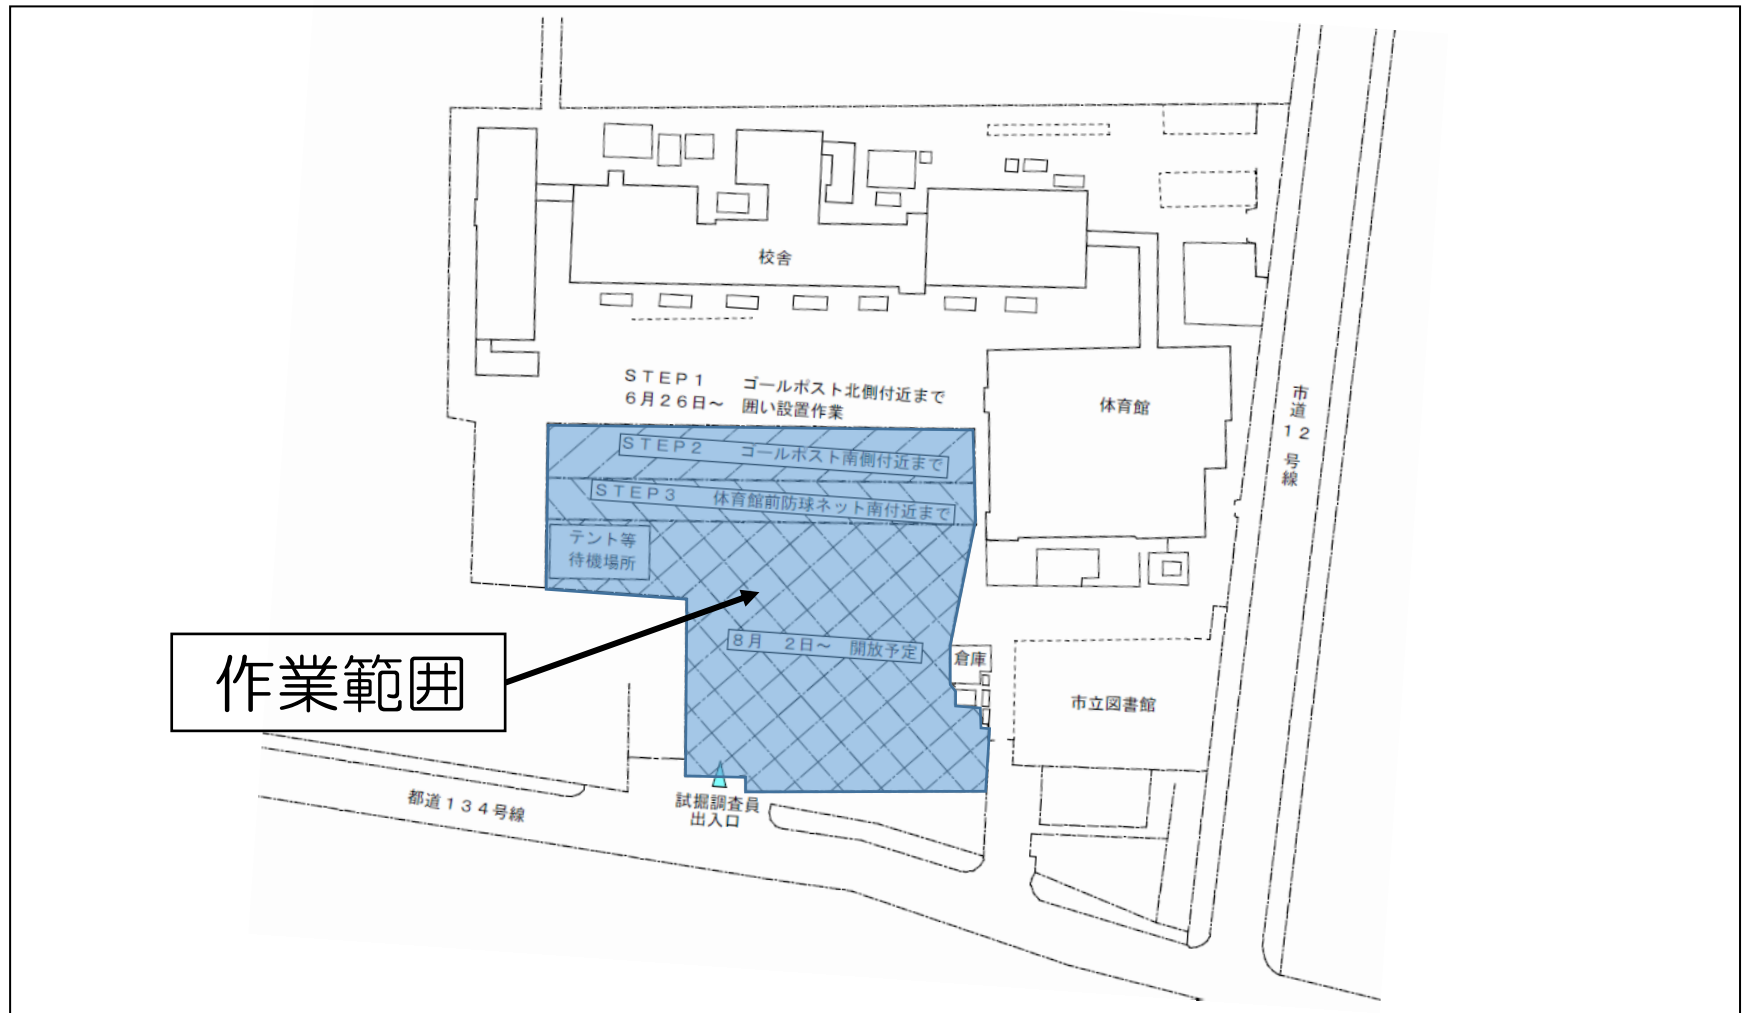 校舎
STEP1　ゴールポスト北側付近まで
6月26日～　囲い設置作業
体育館
市道12号線
STEP2　ゴールポスト南側付近まで
STEP3　体育館前防球ネット南付近まで
テント等
待機場所
8月　2日～　開放予定
倉庫
作業範囲
市立図書館
都道134号線
試掘調査員
出入口